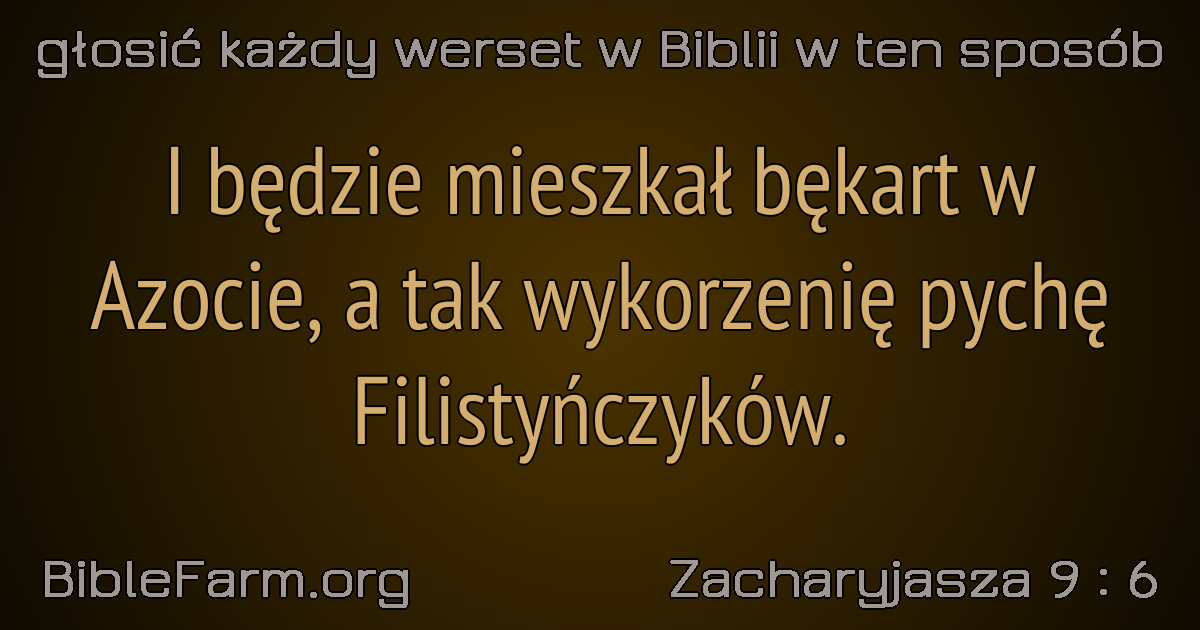 głosić każdy werset w Biblii w ten sposób
I będzie mieszkał bękart w
Azocie, a tak wykorzenię pychę
Filistyńczyków.
BibleFarm.org
Zacharyjasza 9 : 6